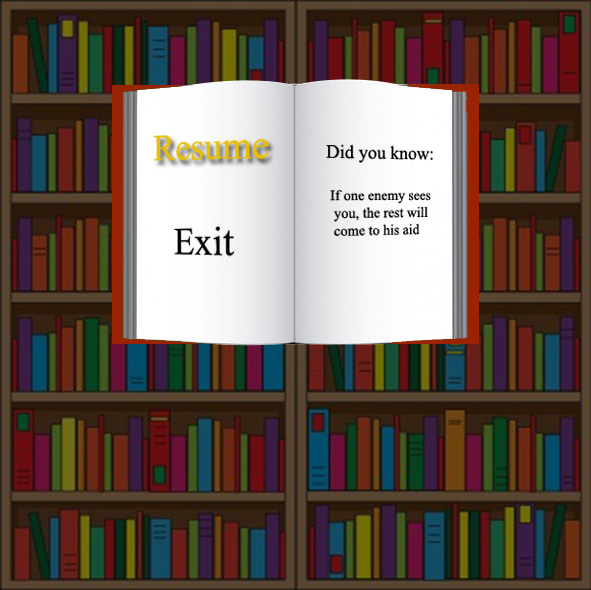 Resume
Exit
Did you know:
If one enemy sees
you, the rest will
come to his aid